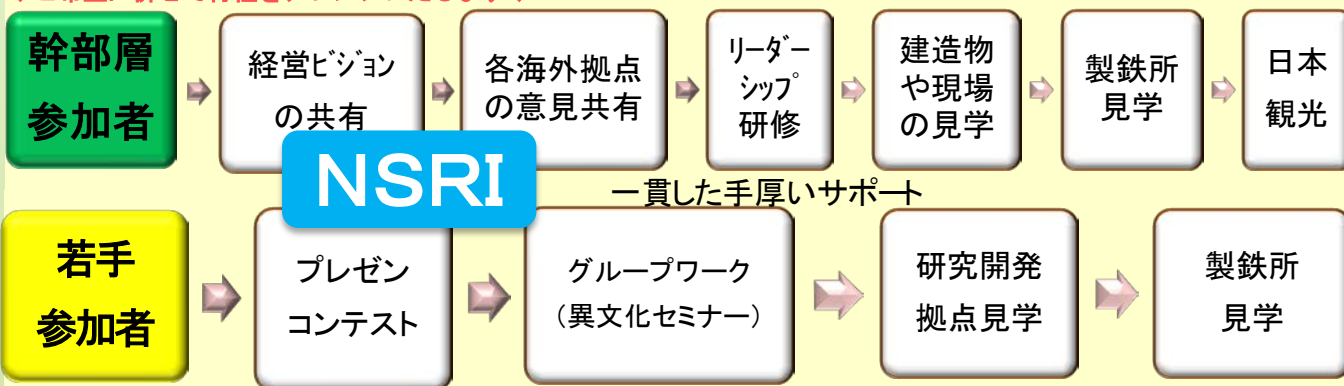 幹部層
参加者
経営ビジョン
の共有
各海外拠点
の意見共有
リーダー
シップ
研修
建造物
や現場
の見学
製鉄所
見学
日本
観光
NSRI
一貫した手厚いサポート
若手
参加者
プレゼン
コンテスト
グループワーク
（異文化セミナー）
研究開発
拠点見学
製鉄所
見学